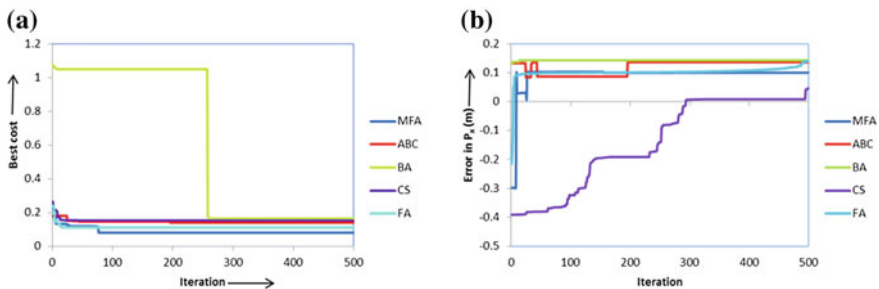 (a)
1.2
1
0.8
0.6
0.4
0.2
0
Best cost
0 100 200 300 400 500
Iteration
MFA
ABC
BA
CS
FA
(b)
0.2
0.1
0
-0.1
-0.2
-0.3
-0.4
-0.5
Error in Px (m)
0 100 200 300 400 500
Iteration
MFA
ABC
BA
CS
FA